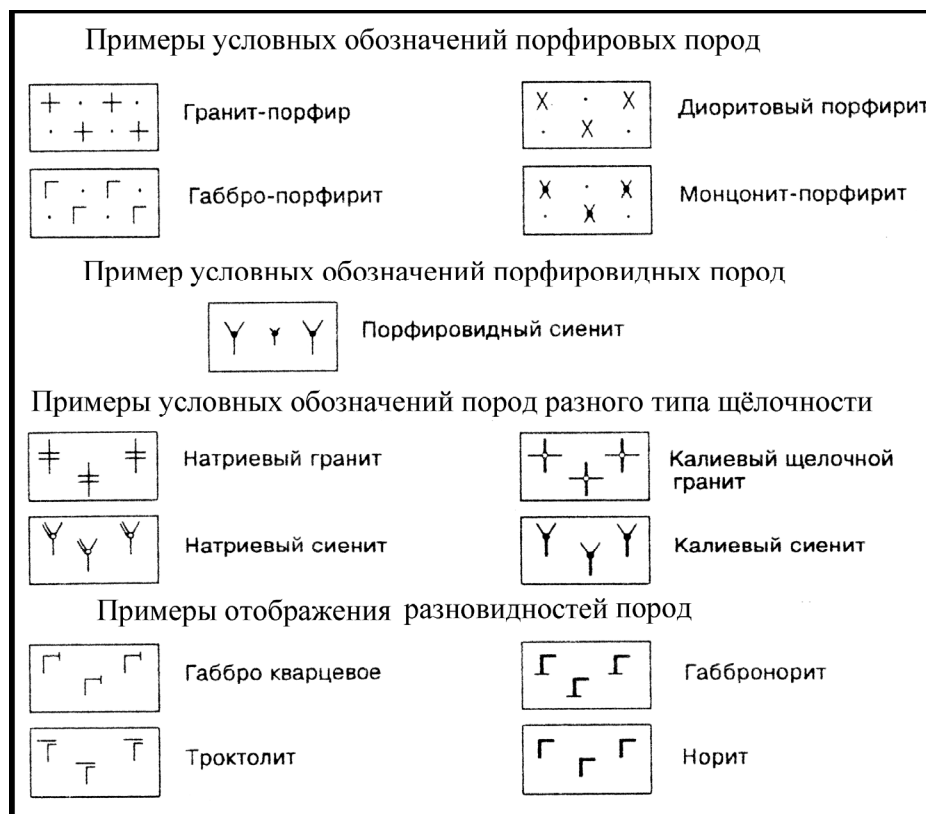 Примеры условных обозначений порфировых пород
Гранит-порфир
Диоритовый порфирит
Габбро-порфирит
Монцонит-порфирит
Пример условных обозначений порфировидных пород
Порфировидный сиенит
Примеры условных обозначений пород разного типа щёлочности
Натриевый гранит
Калиевый щелочной
гранит
Натриевый сиенит
Калиевый сиенит
Примеры отображения разновидностей пород
Габбро кварцевое
Габбронорит
Троктолит
Норит